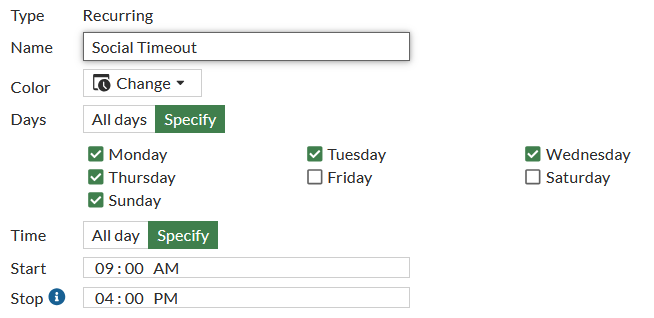 Type Recurring
Name Social Timeout
Color Change
Days All days Specify
Monday Tuesday Wednesday
Thursday Friday Saturday
Sunday
Time All day Specify
Start 09:00 AM
Stop 04:00 PM